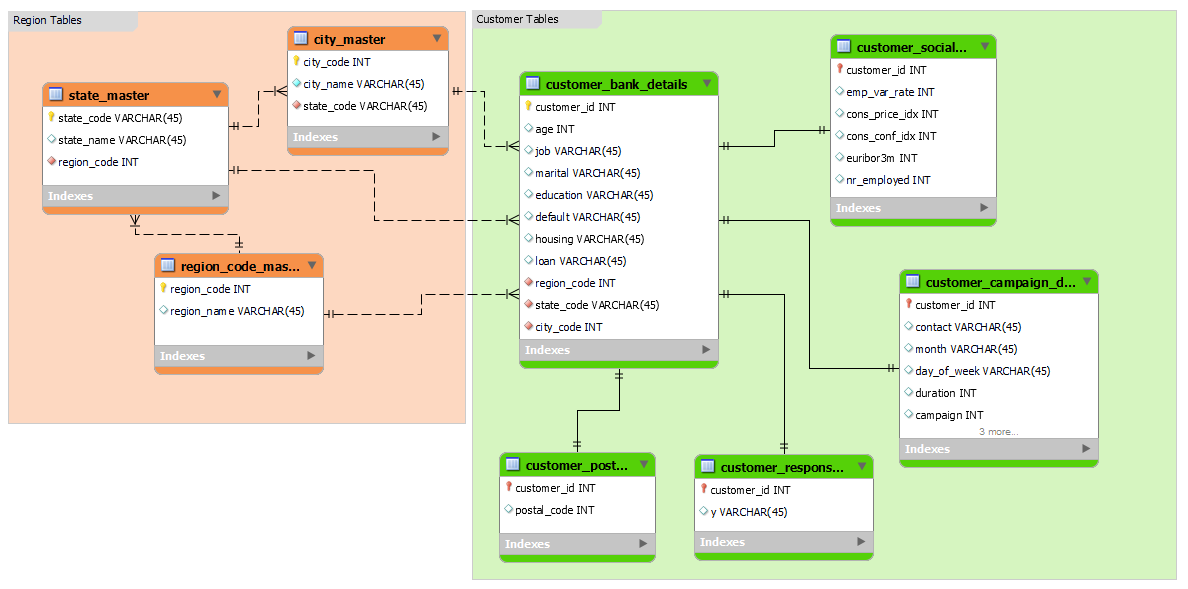 Region Tables
state_master
state_code VARCHAR(45)
state_name VARCHAR(45)
region_code INT
Indexes
city_master
city_code INT
city_name VARCHAR(45)
state_code VARCHAR(45)
Indexes
region_code_mas...
region_code INT
region_name VARCHAR(45)
Indexes
Customer Tables
customer_bank_details
customer_id INT
age INT
job VARCHAR(45)
marital VARCHAR(45)
education VARCHAR(45)
default VARCHAR(45)
housing VARCHAR(45)
loan VARCHAR(45)
region_code INT
state_code VARCHAR(45)
city_code INT
Indexes
customer_social...
customer_id INT
emp_var_rate INT
cons_price_idx INT
cons_conf_idx INT
euribor3m INT
nr_employed INT
Indexes
customer_campaign_d...
customer_id INT
contact VARCHAR(45)
month VARCHAR(45)
day_of_week VARCHAR(45)
duration INT
campaign INT
3 more...
Indexes
customer_post...
customer_id INT
postal_code INT
Indexes
customer_respons...
customer_id INT
y VARCHAR(45)
Indexes